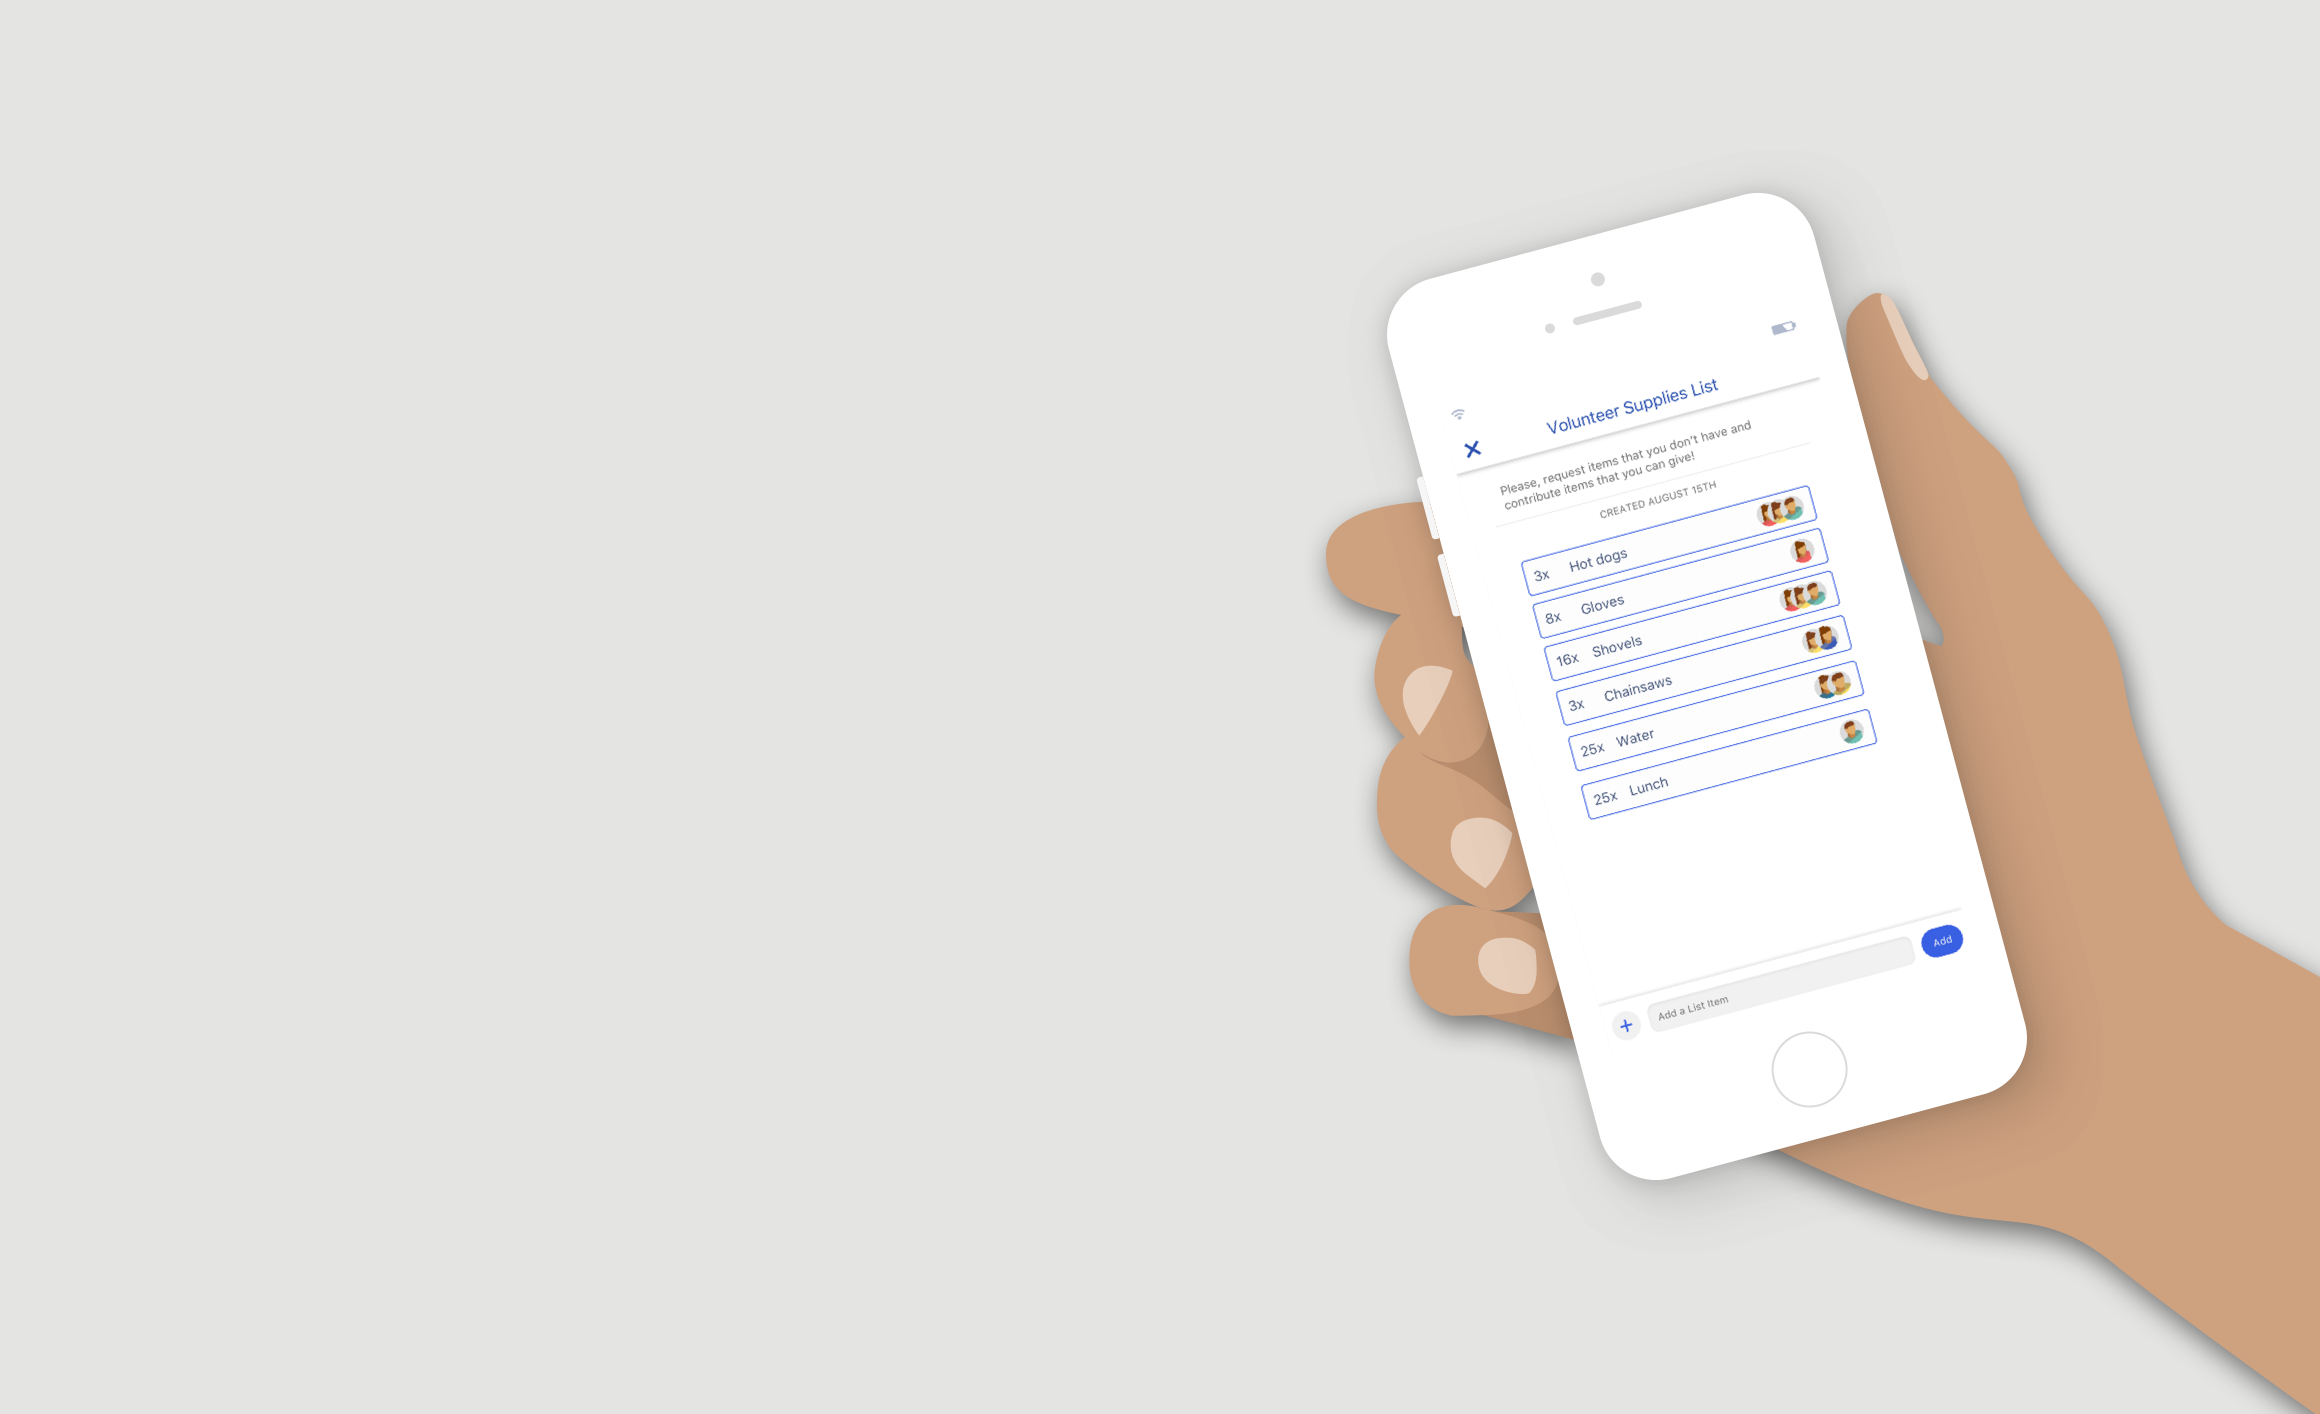 Volunteer Supplies List
Please, request items that you don't have and
contribute items that you can give!
CREATED AUGUST 15TH
3x Hot dogs
8x Gloves
16x Shovels
3x Chainsaws
25x Water
25x Lunch
Add a List Item
Add